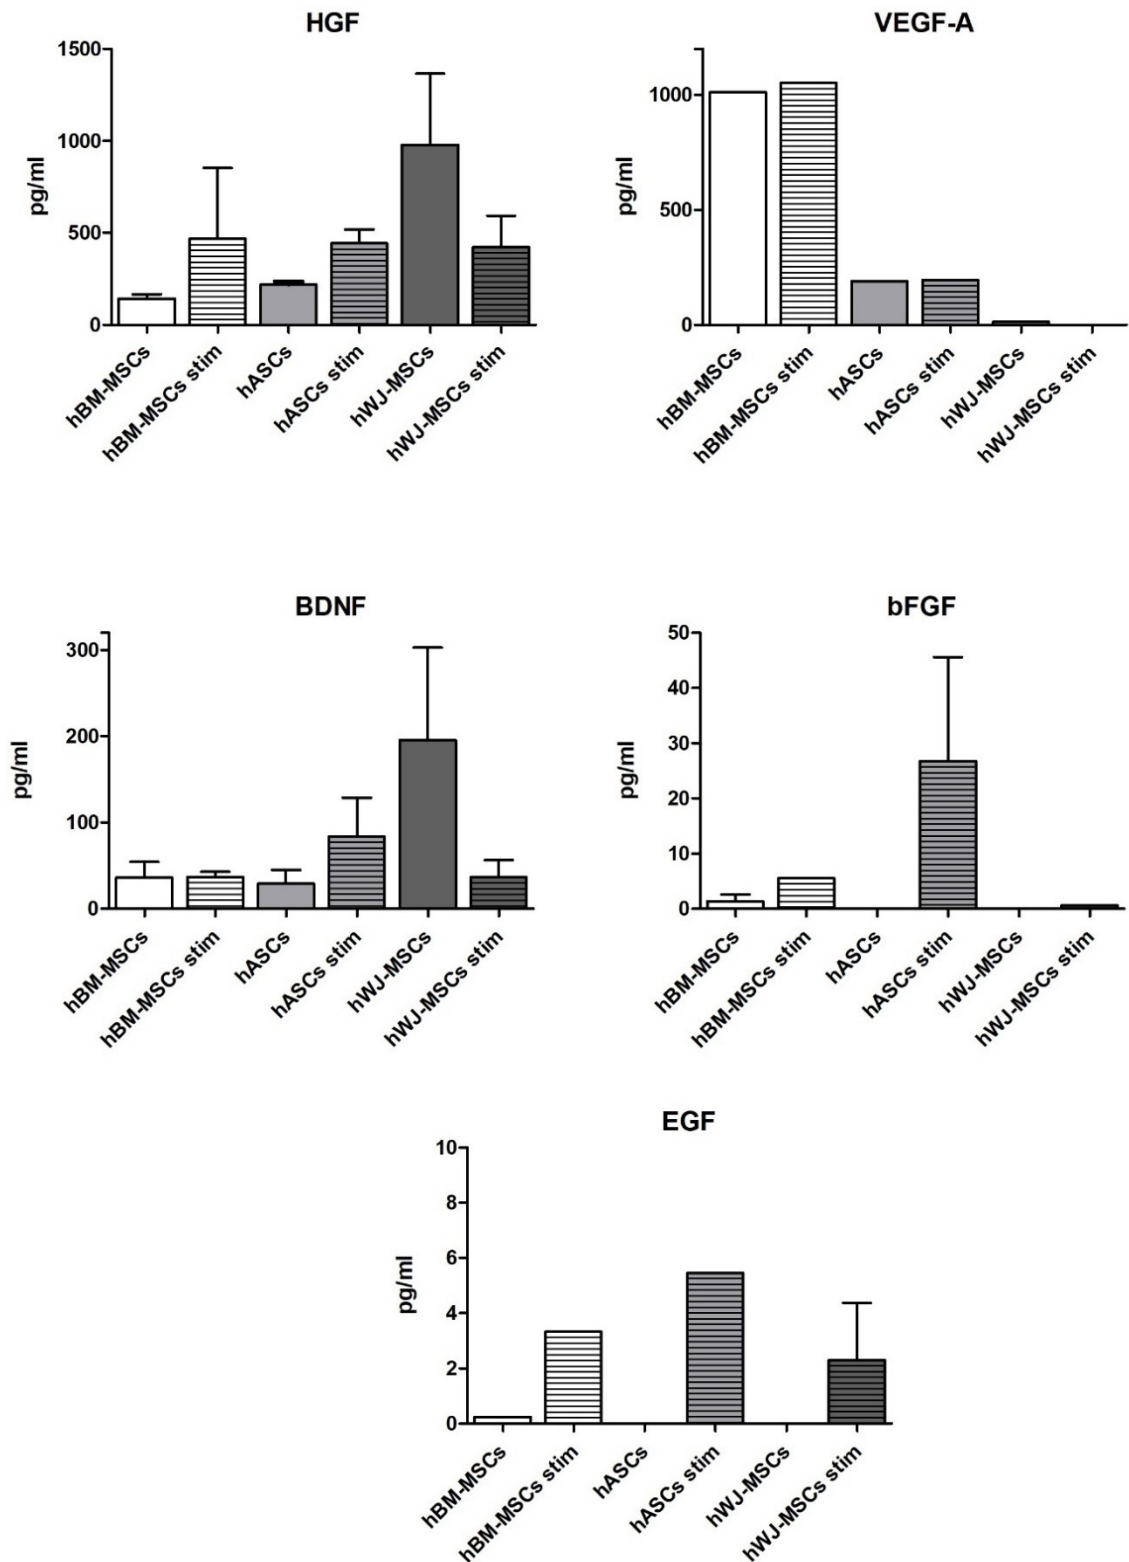 HGF
1500
1000
500
0
pg/ml
hBM-MSCs
hBM-MSCs stim
hASCs
hASCs stim
hWJ-MSCs
hWJ-MSCs stim
VEGF-A
1000
500
0
pg/ml
hBM-MSCs
hBM-MSCs stim
hASCs
hASCs stim
hWJ-MSCs
hWJ-MSCs stim
BDNF
300
200
100
0
pg/ml
hBM-MSCs
hBM-MSCs stim
hASCs
hASCs stim
hWJ-MSCs
hWJ-MSCs stim
bFGF
50
40
30
20
10
0
pg/ml
hBM-MSCs
hBM-MSCs stim
hASCs
hASCs stim
hWJ-MSCs
hWJ-MSCs stim
EGF
10
8
6
4
2
0
pg/ml
hBM-MSCs
hBM-MSCs stim
hASCs
hASCs stim
hWJ-MSCs
hWJ-MSCs stim